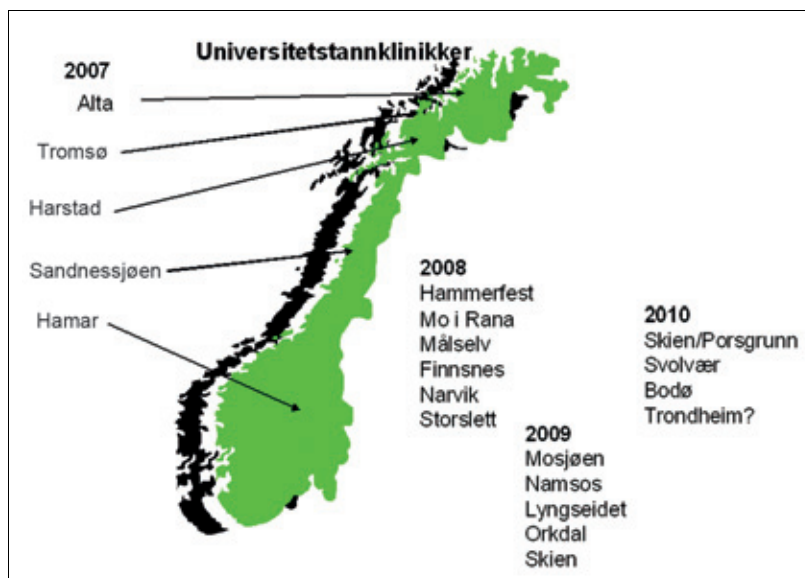 Universitetstannklinikker
2007
Alta
Tromsø
Harstad
Sandnessjøen
Hamar
2008
Hammerfest
Mo i Rana
Målselv
Finnsnes
Narvik
Storslett
2009
Mosjøen
Namsos
Lyngseidet
Orkdal
Skien
2010
Skien/Porsgrunn
Svolvær
Bodø
Trondheim?